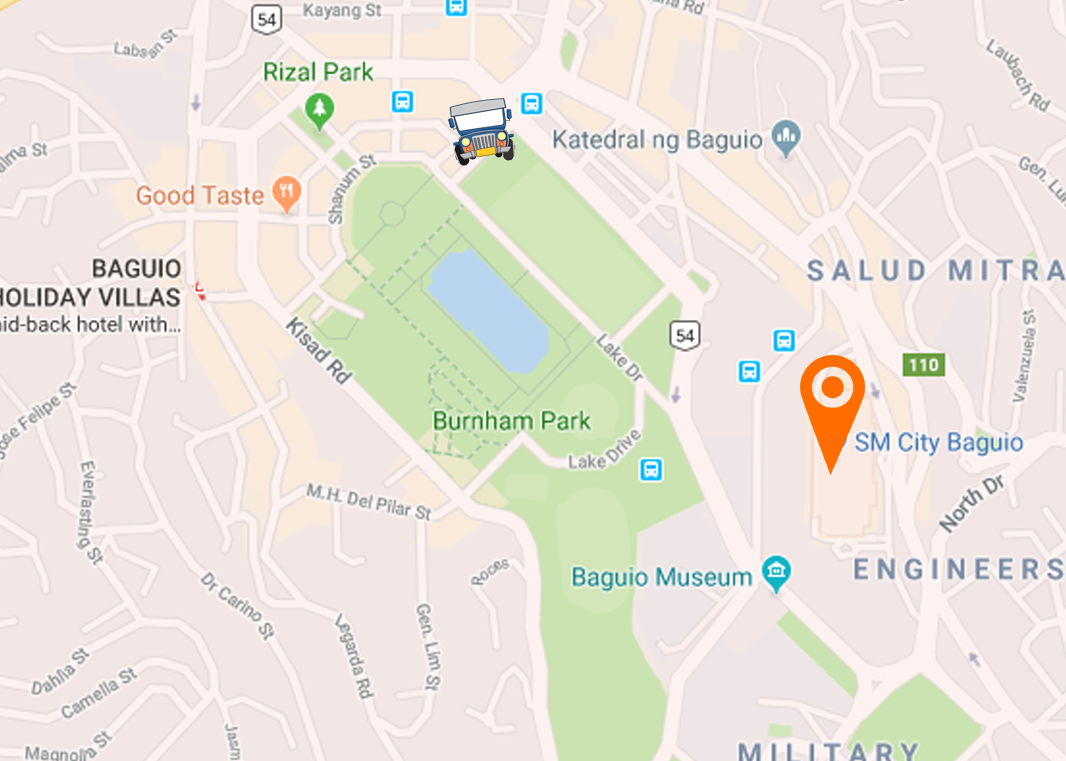 54
Kayang St
Labsan St
Rizal Park
Laubach Rd
Katedral ng Baguio
Good Taste
Shanum St
BAGUIO
HOLIDAY VILLAS
aid-back hotel with...
SALUD MITRA
54
110
Valenzuela St
Kisad Rd
Lake Dr
Burnham Park
Lake Drive
SM City Baguio
North Dr
ose Felipe St
Everlasting St
M.H. Del Pilar St
Baguio Museum
ENGINEERS
Roces
Dr Carino St
Legarda Rd
Gen. Lim St
Dahlia St
Camella St
Magnolia St
Jasm
MILITARY